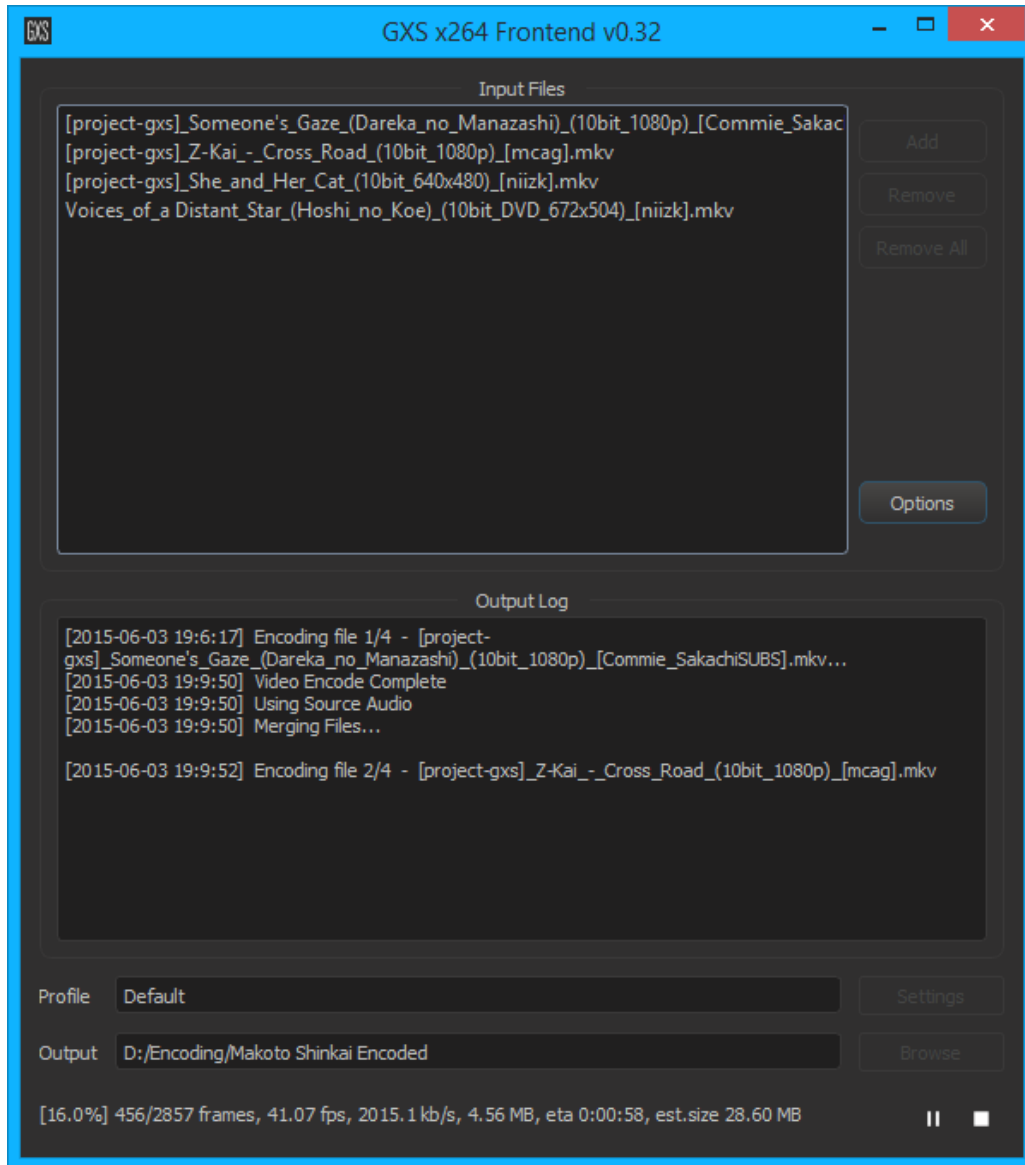 GXS
GXS x264 Frontend v0.32
Input Files
[project-gxs]_Someone's_Gaze_(Dareka_no_Manazashi)_(10bit_1080p)_[Commie_Sakac
[project-gxs]_Z-Kai_-_Cross_Road_(10bit_1080p)_[mcag].mkv
[project-gxs]_She_and_Her_Cat_(10bit_640x480)_[niizk].mkv
Voices_of_a Distant_Star_(Hoshi_no_Koe)_(10bit_DVD_672x504)_[niizk].mkv
Add
Remove
Remove All
Options
Output Log
[2015-06-03 19:6:17] Encoding file 1/4 - [project-
gxs]_Someone's_Gaze_(Dareka_no_Manazashi)_(10bit_1080p)_[Commie_SakachiSUBS].mkv...
[2015-06-03 19:9:50] Video Encode Complete
[2015-06-03 19:9:50] Using Source Audio
[2015-06-03 19:9:50] Merging Files...
[2015-06-03 19:9:52] Encoding file 2/4 - [project-gxs]_Z-Kai_-_Cross_Road_(10bit_1080p)_[mcag].mkv
Profile Default Settings
Output D:/Encoding/Makoto Shinkai Encoded Browse
[16.0%] 456/2857 frames, 41.07 fps, 2015.1 kb/s, 4.56 MB, eta 0:00:58, est.size 28.60 MB